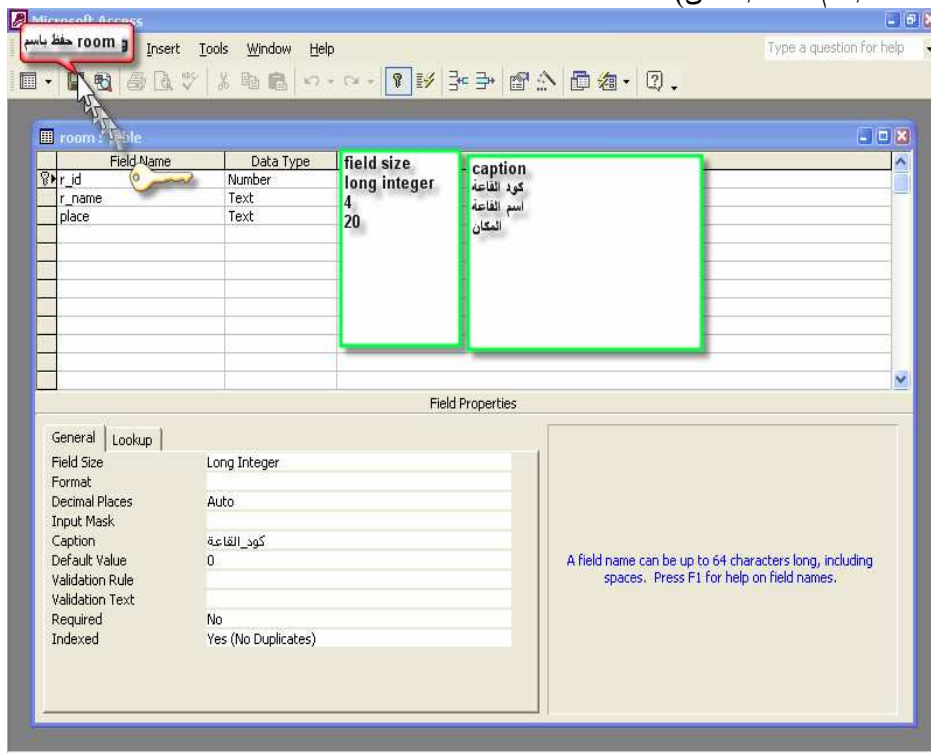 Microsoft Access
حفظ باسم room و
Insert Tools Window Help
Type a question for help
room : Table
Field Name Data Type
r_id Number
r_name Text
place Text
field size
long integer
4
20
caption
كود القاعة
اسم القاعة
المكان
Field Properties
General Lookup
Field Size Long Integer
Format
Decimal Places Auto
Input Mask
Caption كود_القاعة
Default Value 0
Validation Rule
Validation Text
Required No
Indexed Yes (No Duplicates)
A field name can be up to 64 characters long, including
spaces. Press F1 for help on field names.